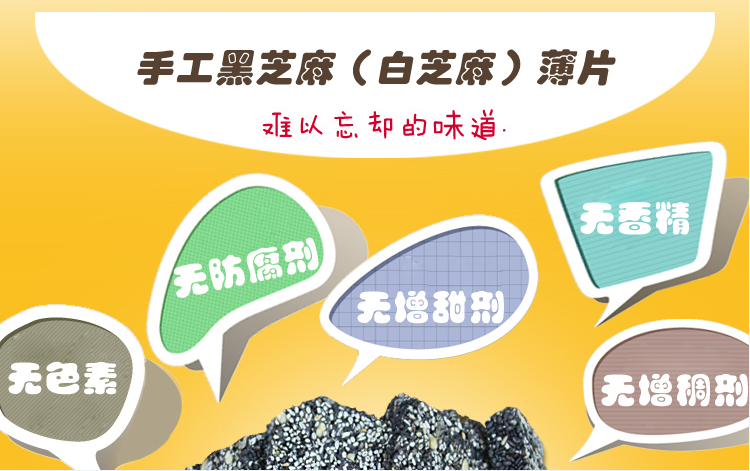 手工黑芝麻（白芝麻）薄片
难以忘却的味道.
无香精
无防腐剂
无增甜剂
无色素
无增稠剂